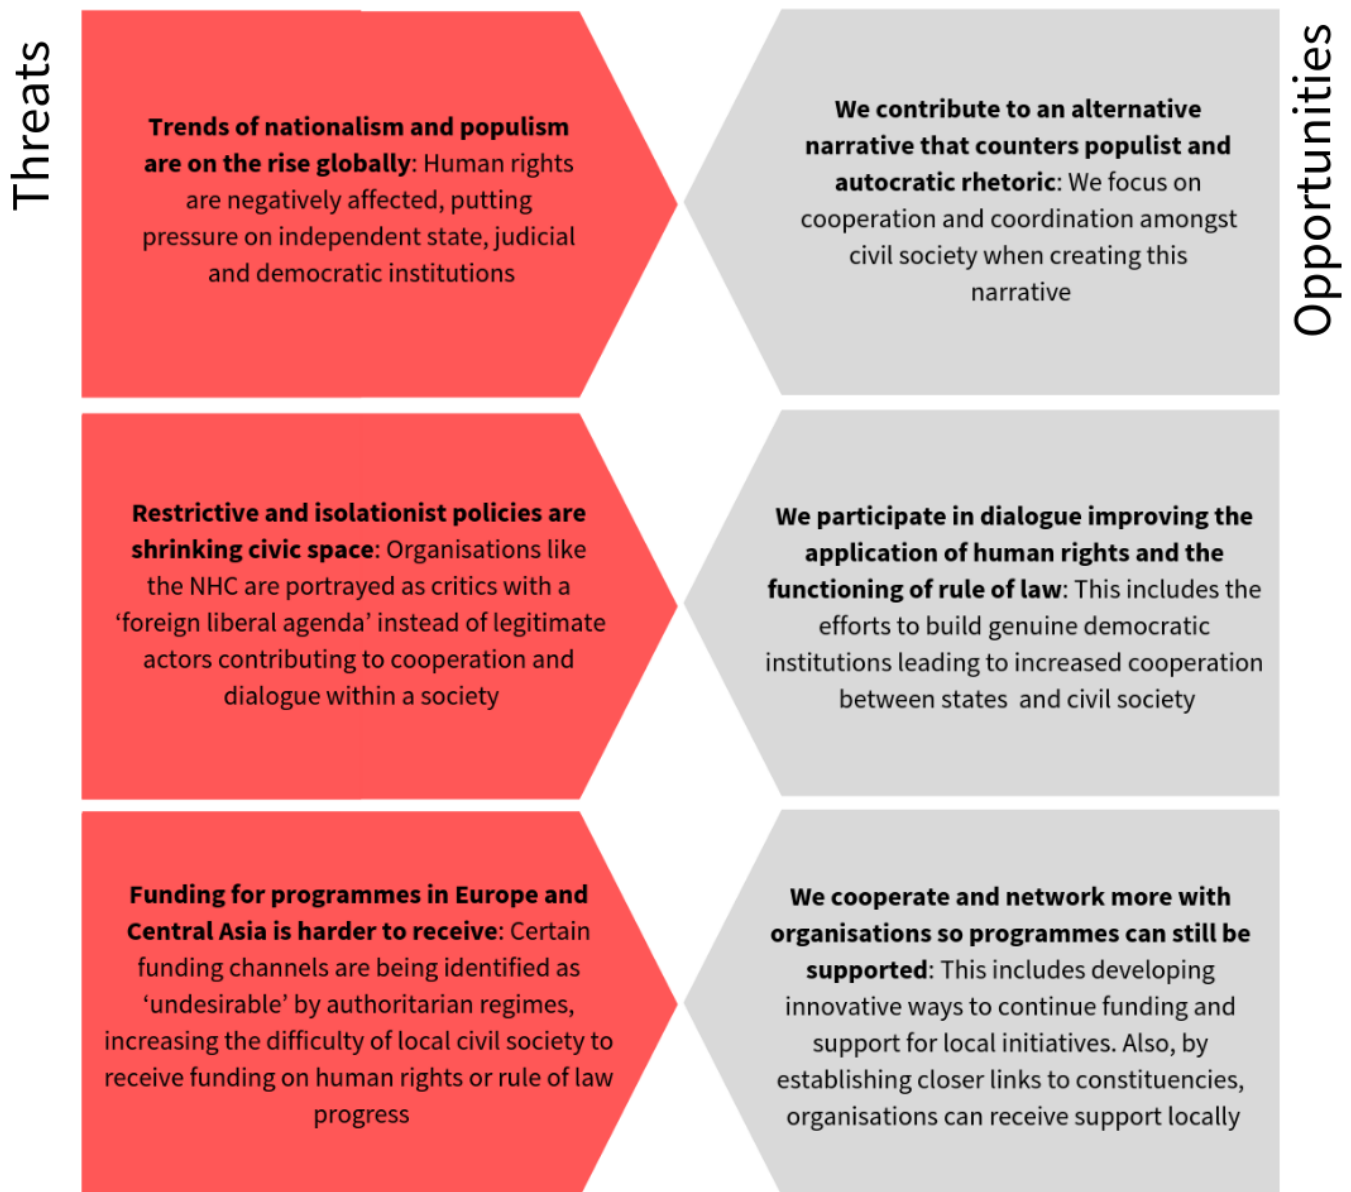 Threats
Trends of nationalism and populism
are on the rise globally: Human rights
are negatively affected, putting
pressure on independent state, judicial
and democratic institutions
We contribute to an alternative
narrative that counters populist and
autocratic rhetoric: We focus on
cooperation and coordination amongst
civil society when creating this
narrative
Opportunities
Restrictive and isolationist policies are
shrinking civic space: Organisations like
the NHC are portrayed as critics with a
‘foreign liberal agenda’ instead of legitimate
actors contributing to cooperation and
dialogue within a society
We participate in dialogue improving the
application of human rights and the
functioning of rule of law: This includes the
efforts to build genuine democratic
institutions leading to increased cooperation
between states  and civil society
Funding for programmes in Europe and
Central Asia is harder to receive: Certain
funding channels are being identified as
‘undesirable’ by authoritarian regimes,
increasing the difficulty of local civil society to
receive funding on human rights or rule of law
progress
We cooperate and network more with
organisations so programmes can still be
supported: This includes developing
innovative ways to continue funding and
support for local initiatives. Also, by
establishing closer links to constituencies,
organisations can receive support locally